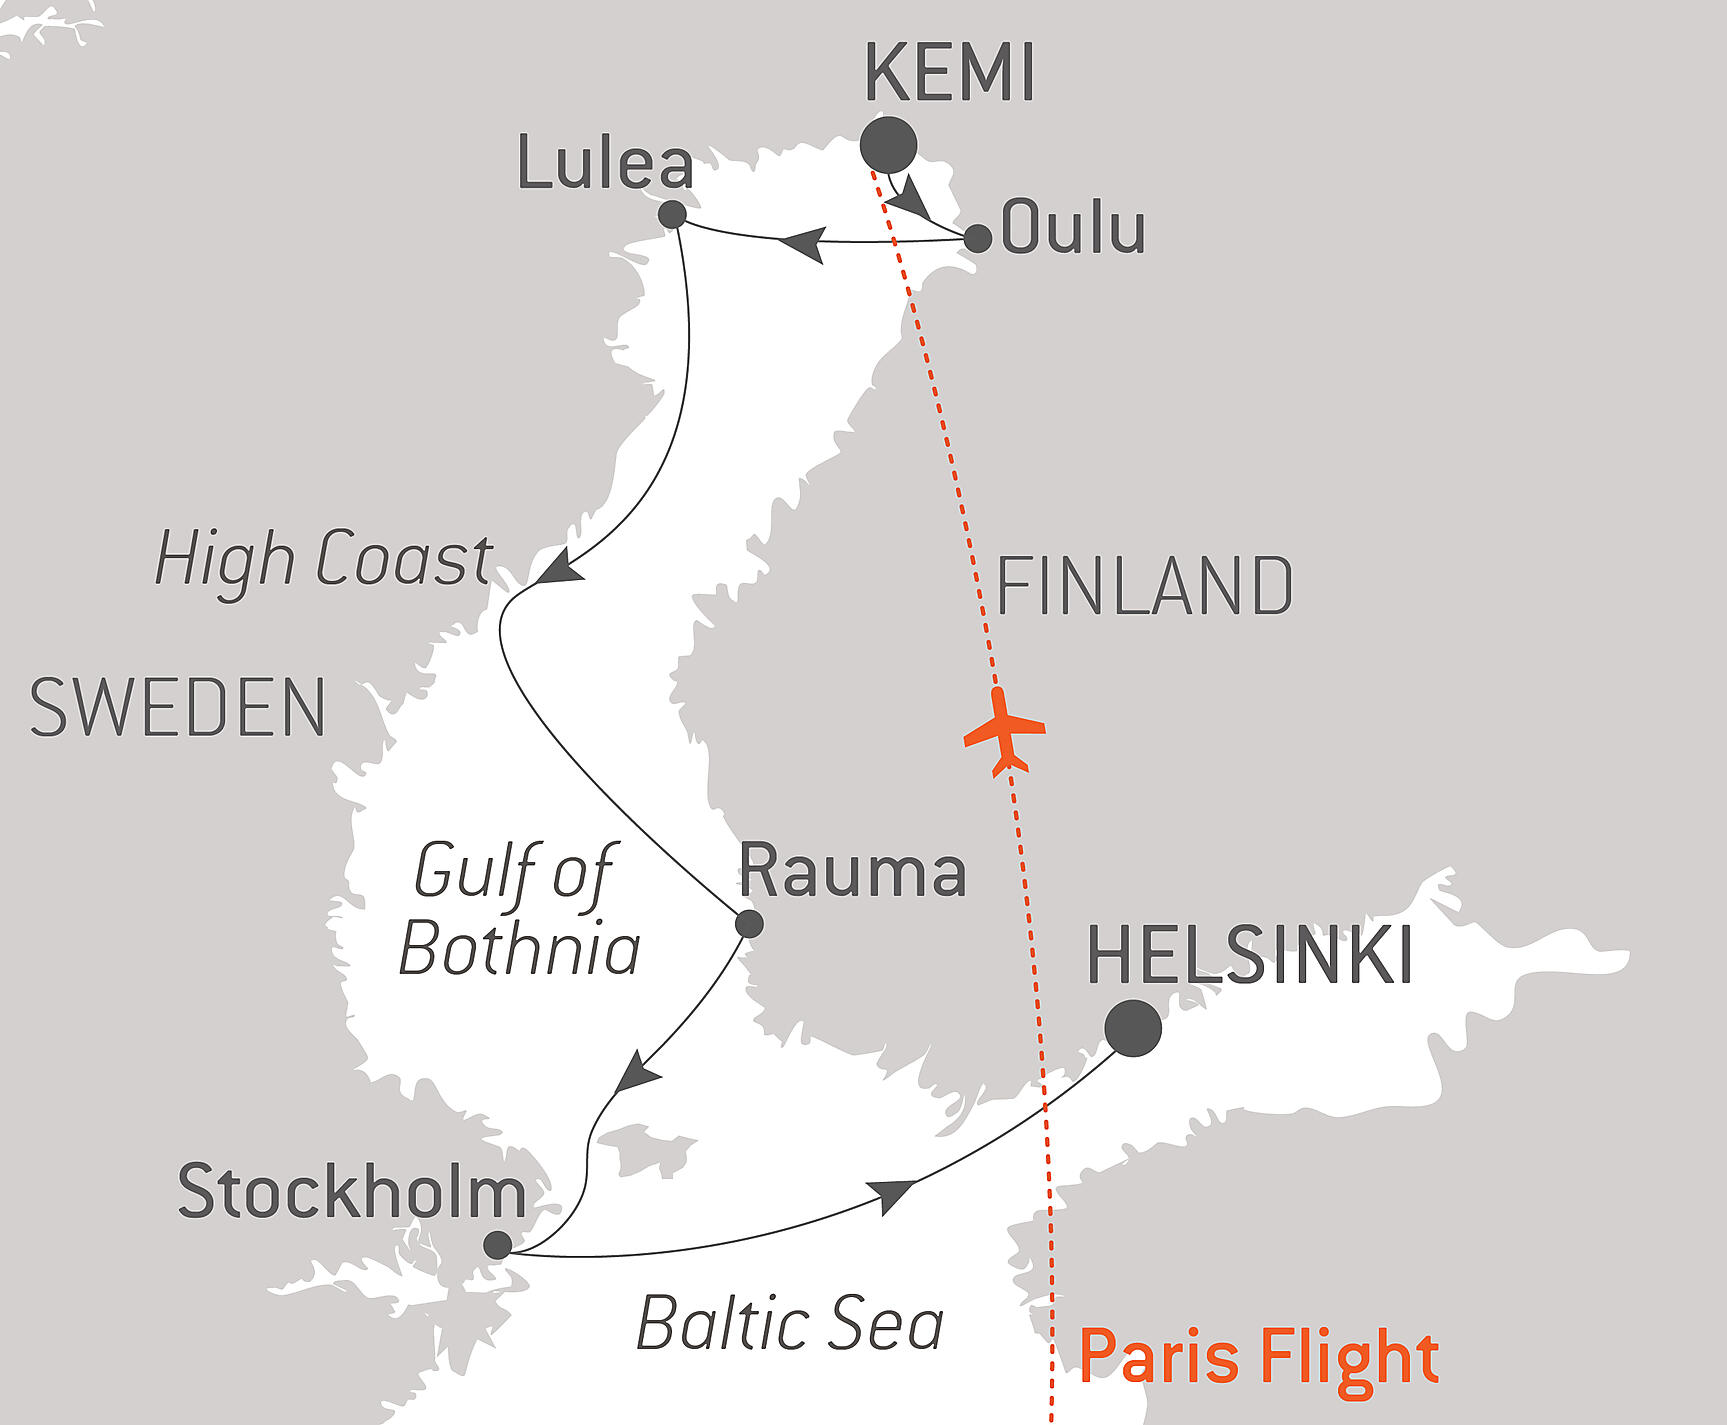 KEMI
Lulea
Oulu
High Coast
FINLAND
SWEDEN
Gulf of
Bothnia
Rauma
HELSINKI
Stockholm
Baltic Sea
Paris Flight